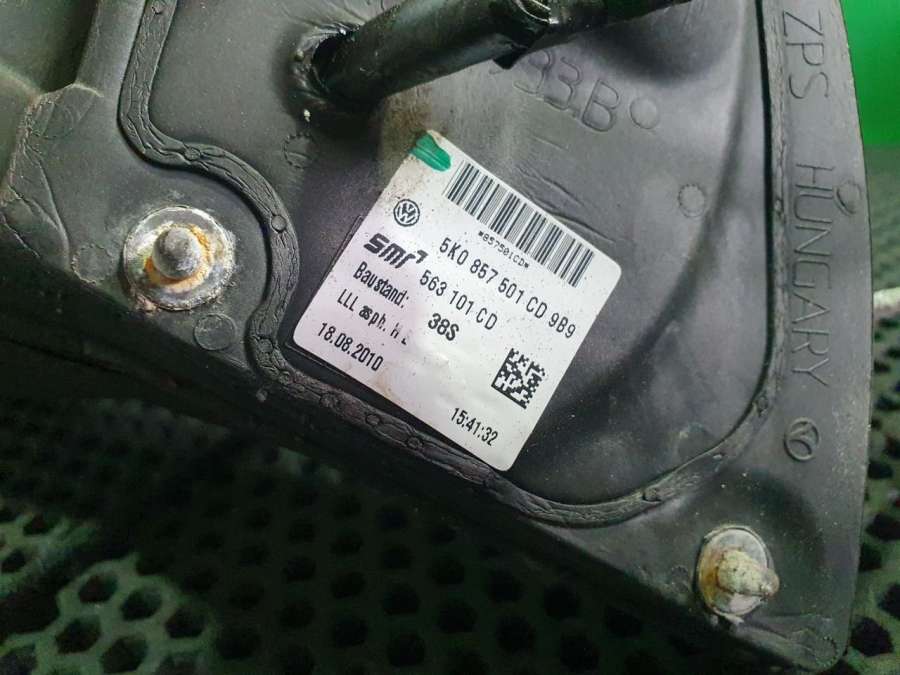 933B
ZPS HUNGARY
*857501CD*
5K0 857 501 CD 9B9
smr
563 101 CD
Baustand: 38S
LLL asph. H
18.08.2010
15:41:32